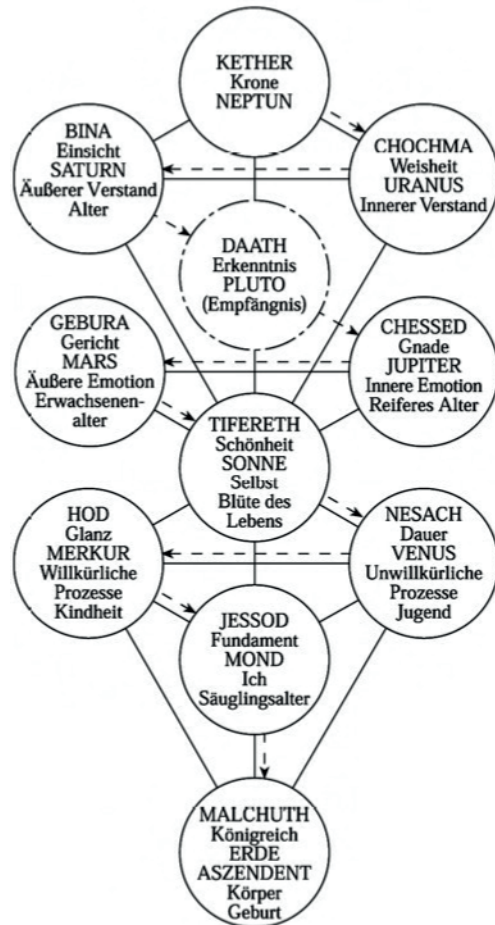 KETHER
Krone
NEPTUN
BINA
Einsicht
SATURN
Äußerer Verstand
Alter
CHOCHMA
Weisheit
URANUS
Innerer Verstand
DAATH
Erkenntnis
PLUTO
(Empfängnis)
GEBURA
Gericht
MARS
Äußere Emotion
Erwachsenen-
alter
CHESSED
Gnade
JUPITER
Innere Emotion
Reiferes Alter
TIFERETH
Schönheit
SONNE
Selbst
Blüte des
Lebens
HOD
Glanz
MERKUR
Willkürliche
Prozesse
Kindheit
NESACH
Dauer
VENUS
Unwillkürliche
Prozesse
Jugend
JESSOD
Fundament
MOND
Ich
Säuglingsalter
MALCHUTH
Königreich
ERDE
ASZENDENT
Körper
Geburt